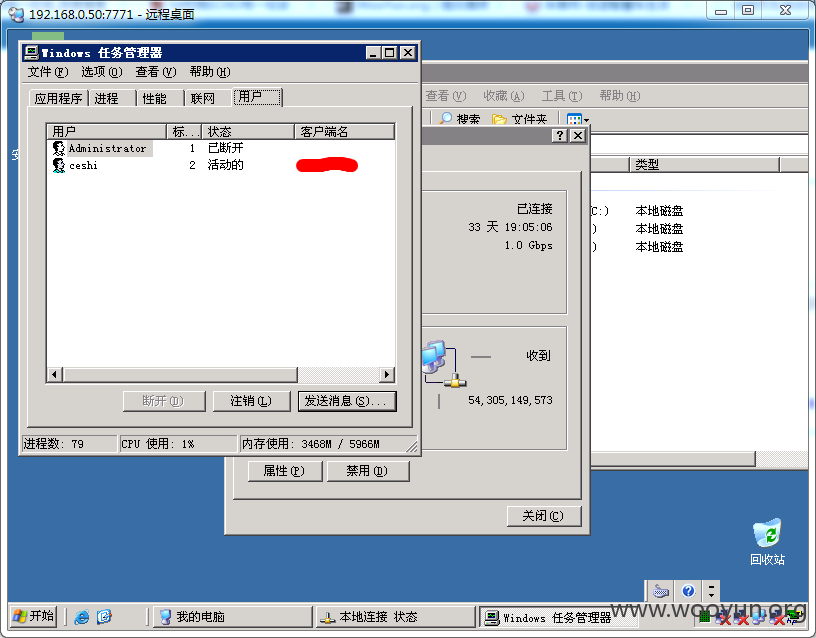 192.168.0.50:7771 - 远程桌面
Windows 任务管理器
文件(F) 选项(O) 查看(V) 帮助(H)
应用程序 进程 性能 联网 用户
用户 标... 状态 客户端名
Administrator 1 已断开
ceshi 2 活动的
断开(D) 注销(L) 发送消息(S)...
进程数: 79 CPU 使用: 1% 内存使用: 3468M / 5966M
查看(V) 收藏(A) 工具(T) 帮助(H)
搜索 文件夹
类型
C:) 本地磁盘
) 本地磁盘
) 本地磁盘
已连接
33 天 19:05:06
1.0 Gbps
收到
54,305,149,573
属性(P) 禁用(D)
关闭(C)
回收站
开始 我的电脑 本地连接 状态 Windows 任务管理器
www.wooyun.org